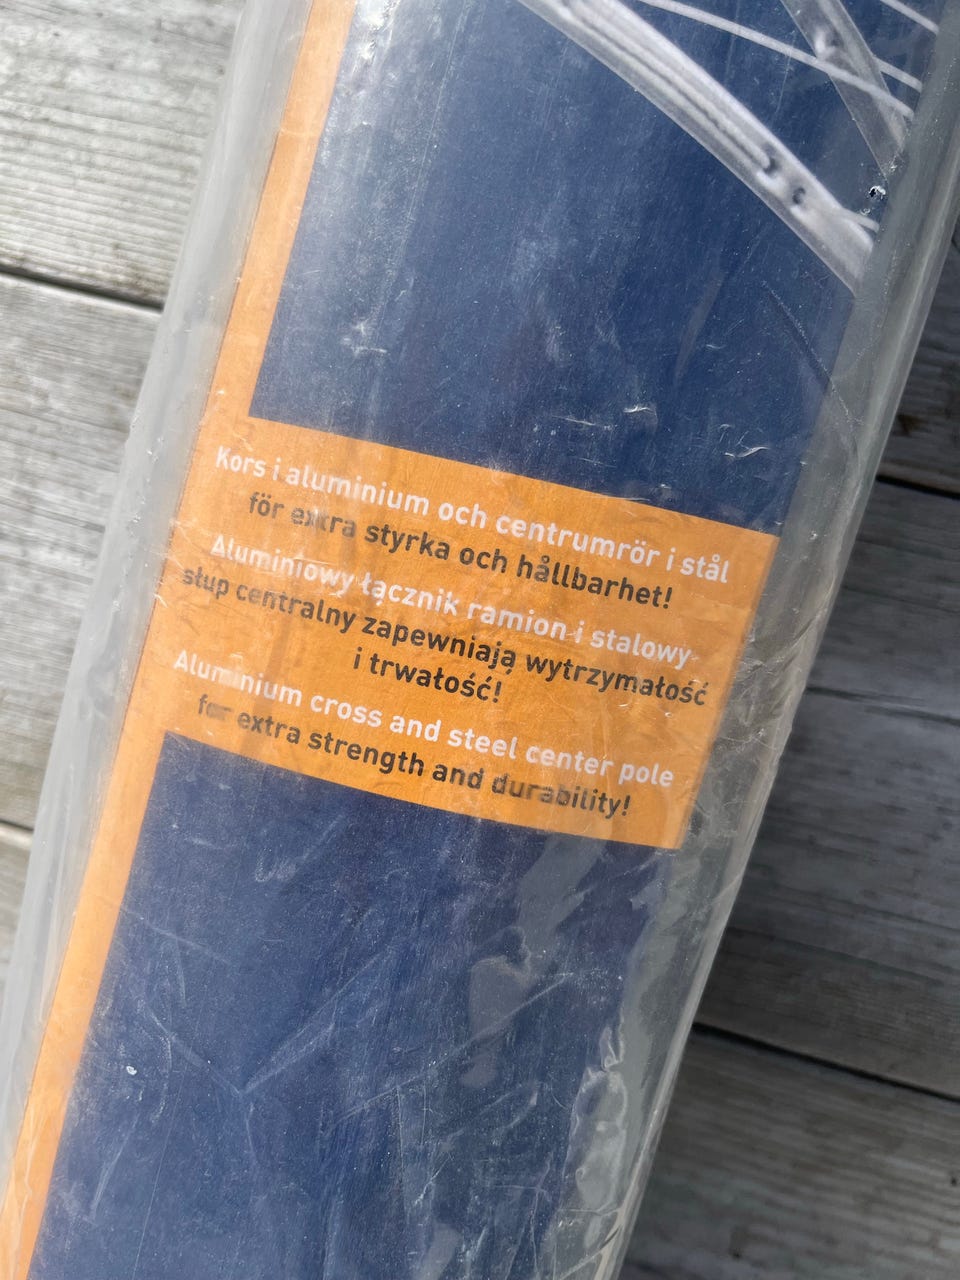 Kors i aluminium och centrumrör i stål
för extra styrka och hållbarhet!
Aluminiowy łącznik ramion i stalowy
słup centralny zapewniają wytrzymałość
i trwałość!
Aluminium cross and steel center pole
for extra strength and durability!